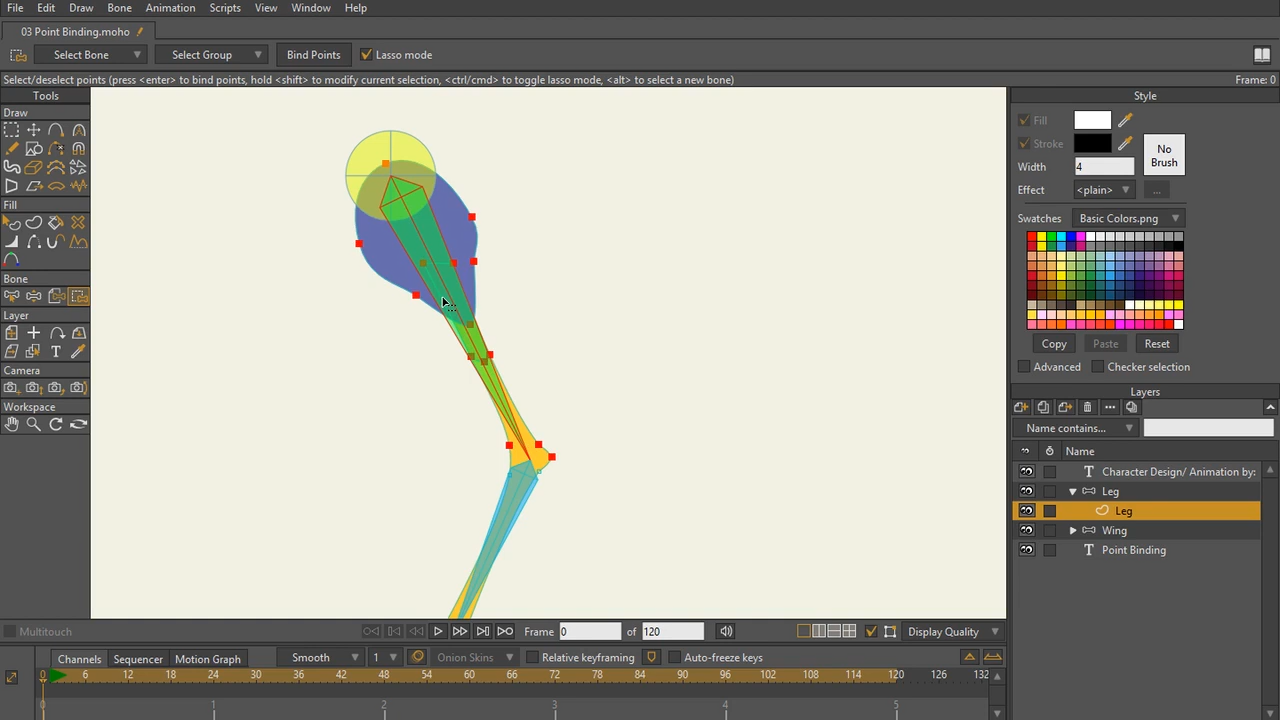 File Edit Draw Bone Animation Scripts View Window Help
03 Point Binding.moho
Select Bone Select Group Bind Points Lasso mode
Select/deselect points (press <enter> to bind points, hold <shift> to modify current selection, <ctrl/cmd> to toggle lasso mode, <alt> to select a new bone) Frame: 0
Tools
Draw
Fill
Bone
Layer
Camera
Workspace
Style
Fill
Stroke
No Brush
Width 4
Effect <plain> ...
Swatches Basic Colors.png
Copy Paste Reset
Advanced Checker selection
Layers
Name contains...
Name
Character Design/ Animation by:
Leg
Leg
Wing
Point Binding
Multitouch Frame 0 of 120 Display Quality
Channels Sequencer Motion Graph Smooth 1 Onion Skins Relative keyframing Auto-freeze keys
0 6 12 18 24 30 36 42 48 54 60 66 72 78 84 90 96 102 108 114 120 126 132
0 1 2 3 4 5